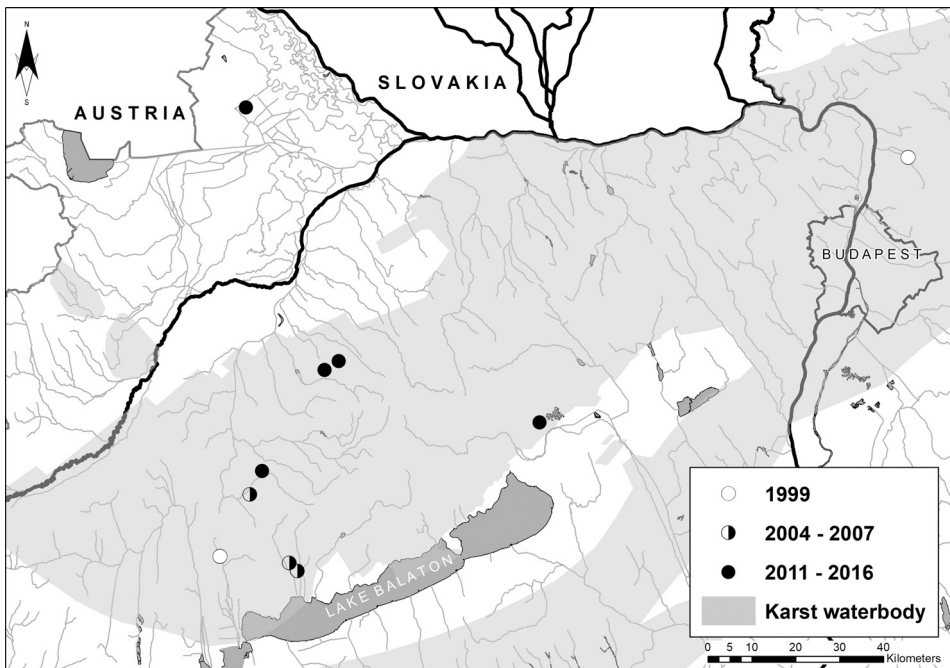 N
S
SLOVAKIA
AUSTRIA
BUDAPEST
LAKE BALATON
1999
2004 - 2007
2011 - 2016
Karst waterbody
0 5 10 20 30 40
Kilometers